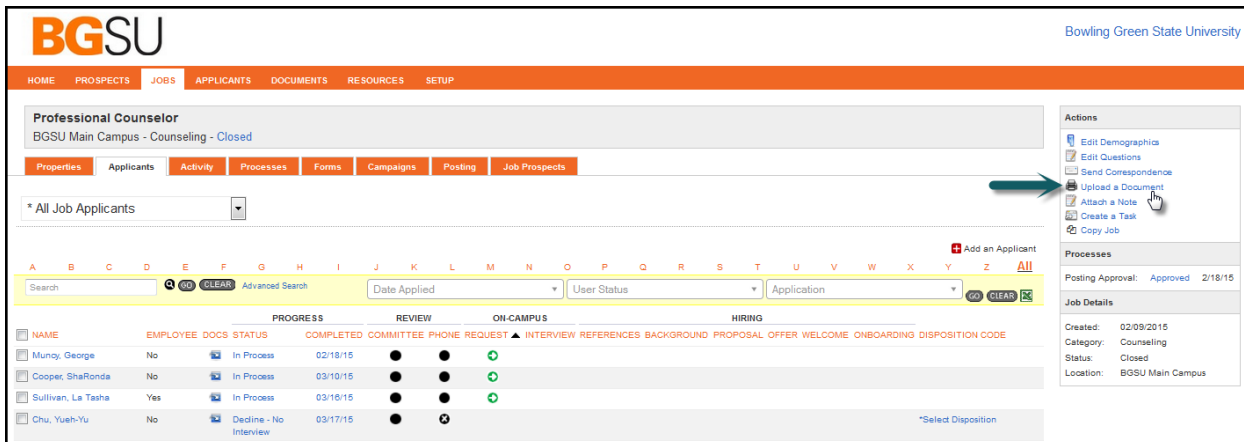 BGSU
Bowling Green State University
HOME PROSPECTS JOBS APPLICANTS DOCUMENTS RESOURCES SETUP
Professional Counselor
BGSU Main Campus - Counseling - Closed
Properties Applicants Activity Processes Forms Campaigns Posting Job Prospects
* All Job Applicants
Add an Applicant
A B C D E F G H I J K L M N O P Q R S T U V W X Y Z All
Search GO CLEAR Advanced Search Date Applied User Status Application GO CLEAR
PROGRESS REVIEW ON-CAMPUS HIRING
NAME EMPLOYEE DOCS STATUS COMPLETED COMMITTEE PHONE REQUEST INTERVIEW REFERENCES BACKGROUND PROPOSAL OFFER WELCOME ONBOARDING DISPOSITION CODE
Muncy, George No In Process 02/18/15
Cooper, ShaRonda No In Process 03/10/15
Sullivan, La Tasha Yes In Process 03/16/15
Chu, Yueh-Yu No Decline - No 03/17/15 *Select Disposition
Interview
Actions
Edit Demographics
Edit Questions
Send Correspondence
Upload a Document
Attach a Note
Create a Task
Copy Job
Processes
Posting Approval: Approved 2/18/15
Job Details
Created: 02/09/2015
Category: Counseling
Status: Closed
Location: BGSU Main Campus